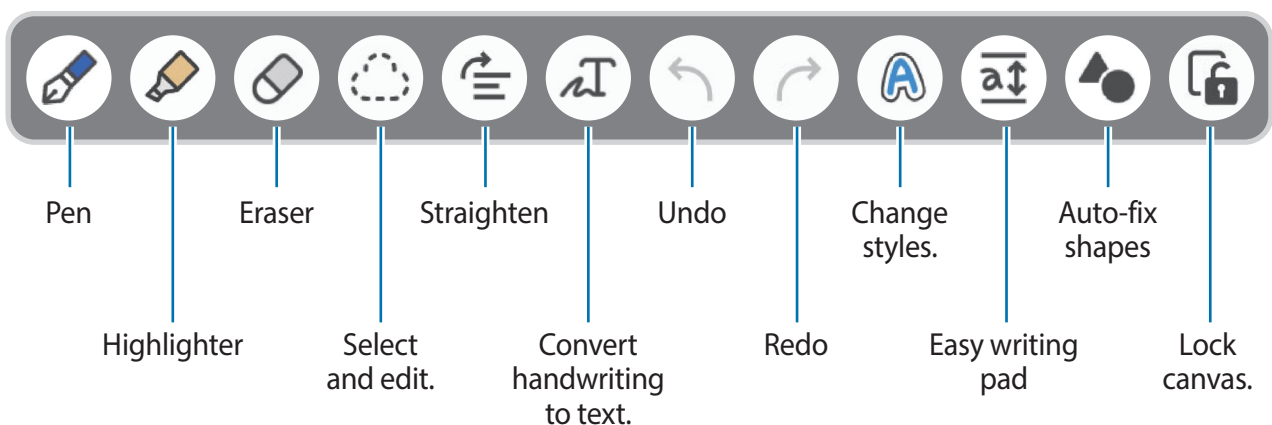 Pen
Eraser
Straighten
Undo
Change
styles.
Auto-fix
shapes
Highlighter
Select
and edit.
Convert
handwriting
to text.
Redo
Easy writing
pad
Lock
canvas.